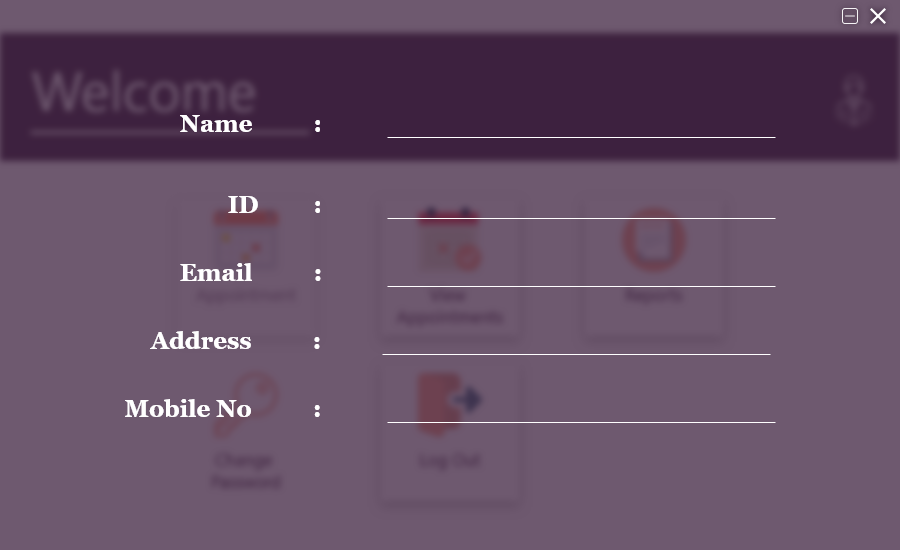 Welcome
Name :
ID :
Email :
Address :
Mobile No :
Appointment
View
Appointments
Reports
Change
Password
Log Out